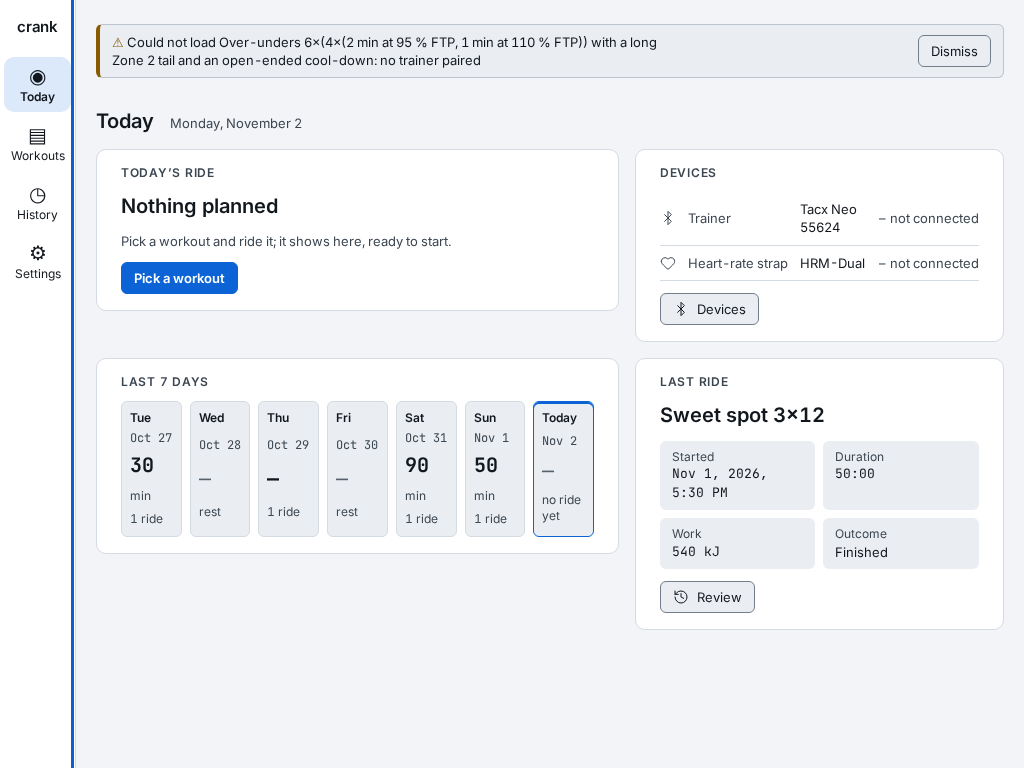 crank
Today
Workouts
History
Settings
⚠ Could not load Over-unders 6×(4×(2 min at 95 % FTP, 1 min at 110 % FTP)) with a long
Zone 2 tail and an open-ended cool-down: no trainer paired
Dismiss
Today Monday, November 2
TODAY'S RIDE
Nothing planned
Pick a workout and ride it; it shows here, ready to start.
Pick a workout
DEVICES
Trainer Tacx Neo 55624 – not connected
Heart-rate strap HRM-Dual – not connected
Devices
LAST 7 DAYS
Tue
Oct 27
30
min
1 ride
Wed
Oct 28
—
rest
Thu
Oct 29
—
1 ride
Fri
Oct 30
—
rest
Sat
Oct 31
90
min
1 ride
Sun
Nov 1
50
min
1 ride
Today
Nov 2
—
no ride
yet
LAST RIDE
Sweet spot 3×12
Started
Nov 1, 2026,
5:30 PM
Duration
50:00
Work
540 kJ
Outcome
Finished
Review